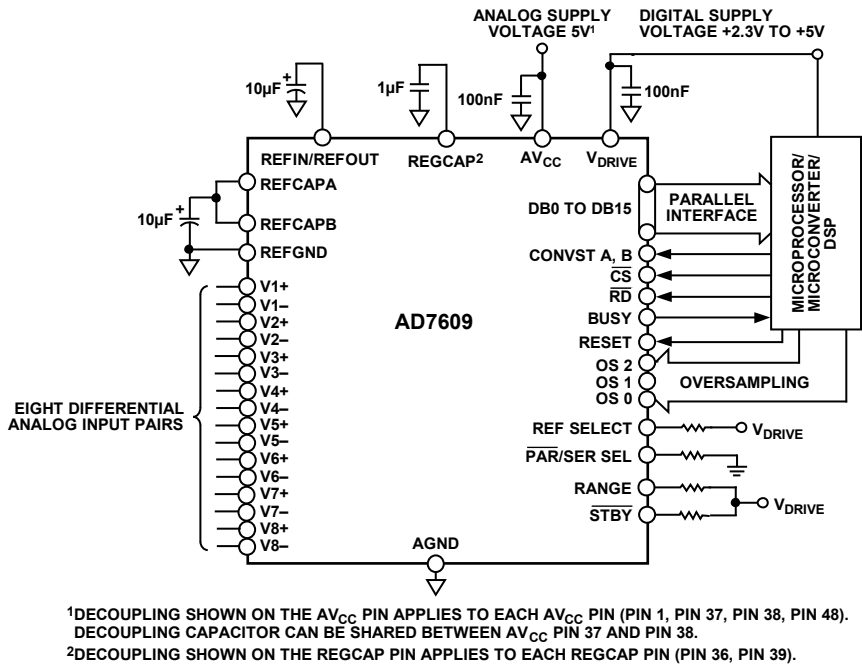 ANALOG SUPPLY
VOLTAGE 5V¹
DIGITAL SUPPLY
VOLTAGE +2.3V TO +5V
10µF
+
1µF
100nF
100nF
REFIN/REFOUT
REGCAP²
AVCC
VDRIVE
REFCAPA
10µF
+
REFCAPB
REFGND
DB0 TO DB15
PARALLEL
INTERFACE
MICROPROCESSOR/
MICROCONVERTER/
DSP
CONVST A, B
C̅S̅
R̅D̅
BUSY
RESET
OS 2
OS 1
OS 0
OVERSAMPLING
AD7609
V1+
V1–
V2+
V2–
V3+
V3–
V4+
V4–
V5+
V5–
V6+
V6–
V7+
V7–
V8+
V8–
EIGHT DIFFERENTIAL
ANALOG INPUT PAIRS
REF SELECT
VDRIVE
P̅A̅R̅/SER SEL
RANGE
S̅T̅B̅Y̅
VDRIVE
AGND
¹DECOUPLING SHOWN ON THE AVCC PIN APPLIES TO EACH AVCC PIN (PIN 1, PIN 37, PIN 38, PIN 48).
DECOUPLING CAPACITOR CAN BE SHARED BETWEEN AVCC PIN 37 AND PIN 38.
²DECOUPLING SHOWN ON THE REGCAP PIN APPLIES TO EACH REGCAP PIN (PIN 36, PIN 39).